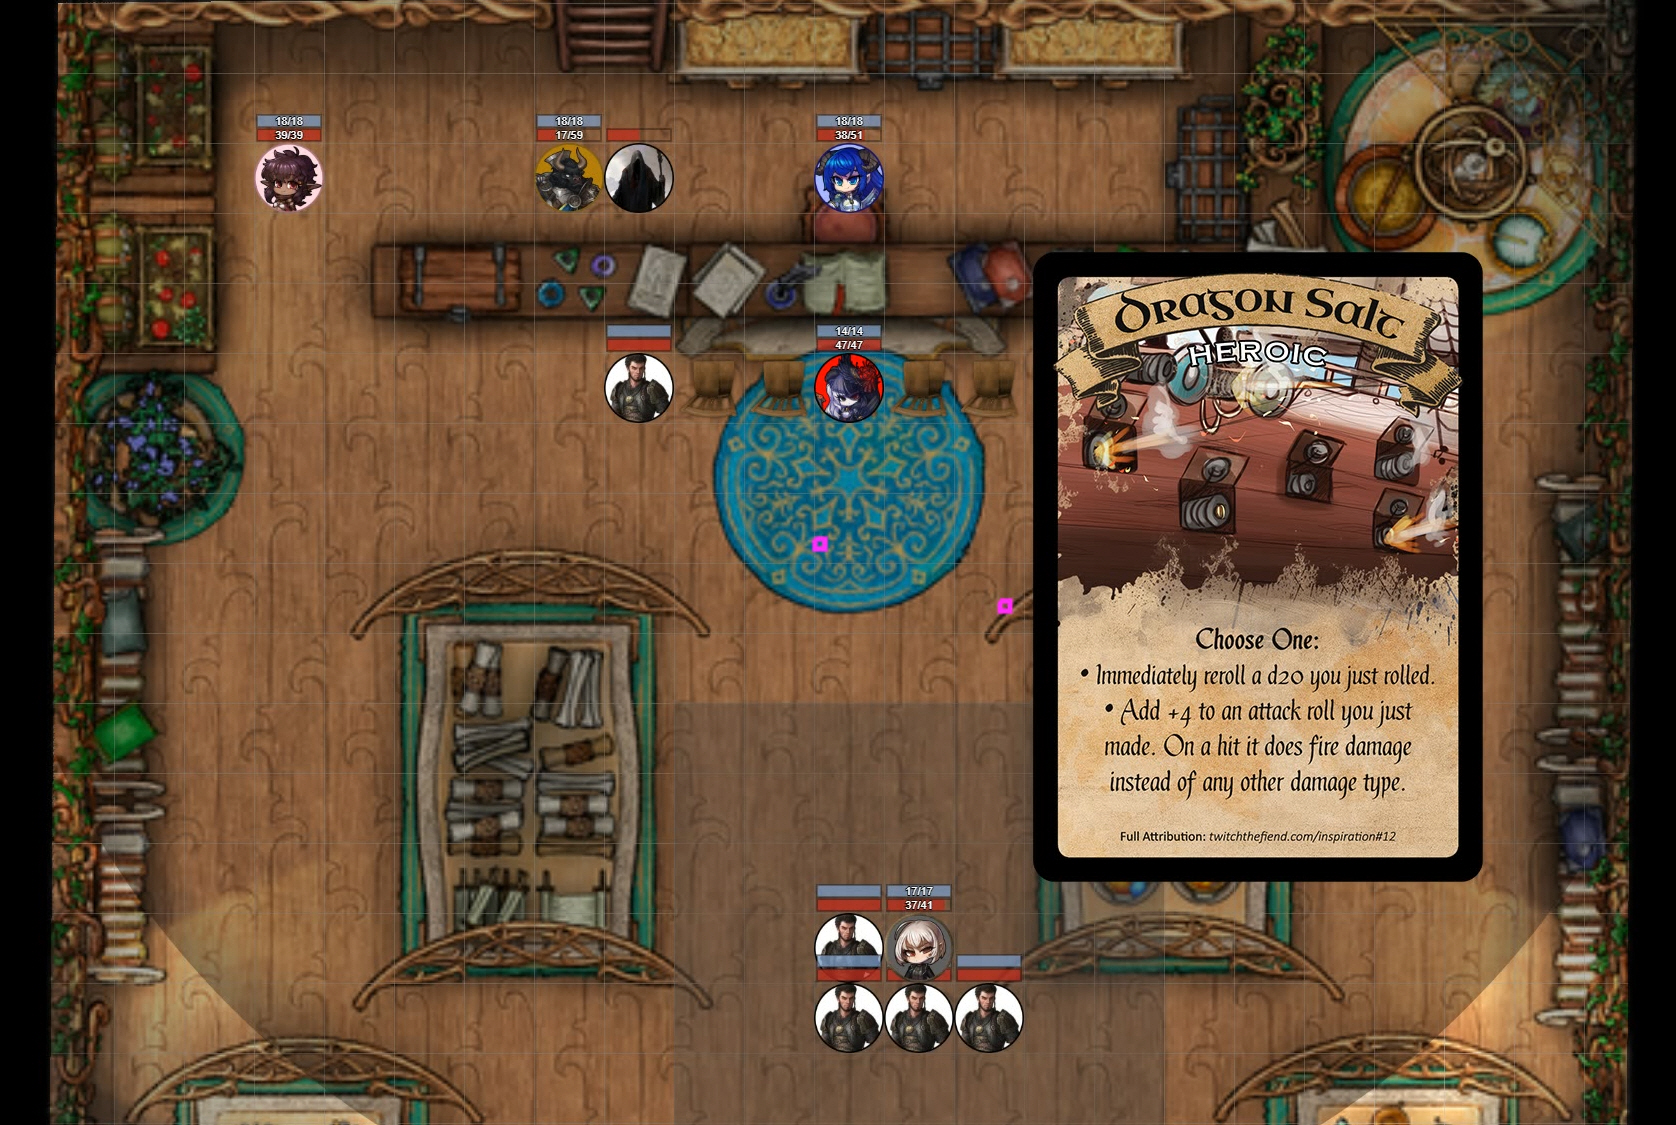 18/18
39/39
18/18
17/59
18/18
38/51
14/14
47/47
17/17
37/41
Dragon Salt
HEROIC
Choose One:
• Immediately reroll a d20 you just rolled.
• Add +4 to an attack roll you just
made. On a hit it does fire damage
instead of any other damage type.
Full Attribution: twitchthefiend.com/inspiration#12